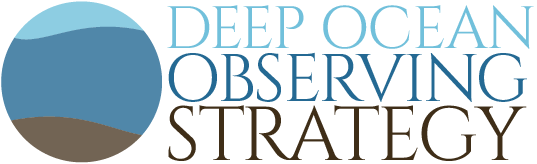 DEEP OCEAN
OBSERVING
STRATEGY